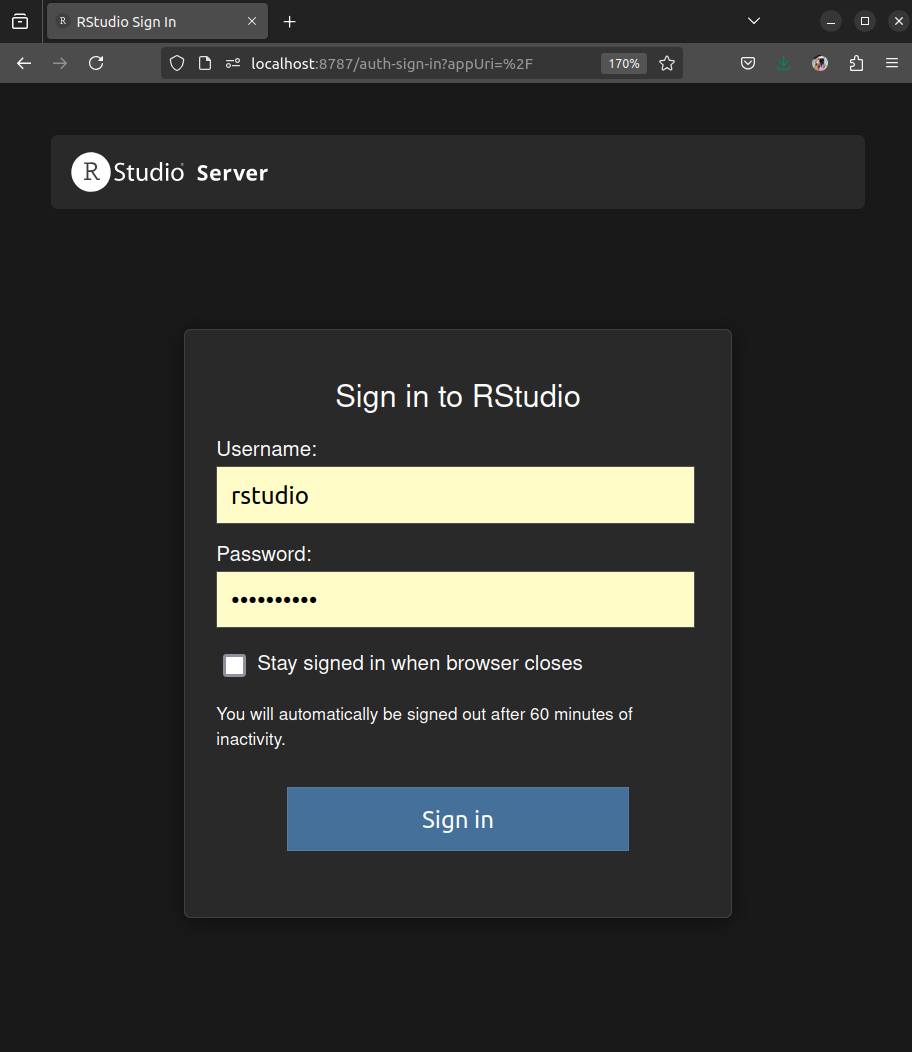 RStudio Sign In
localhost:8787/auth-sign-in?appUri=%2F
170%
R Studio Server
Sign in to RStudio
Username:
rstudio
Password:
••••••••••
Stay signed in when browser closes
You will automatically be signed out after 60 minutes of
inactivity.
Sign in